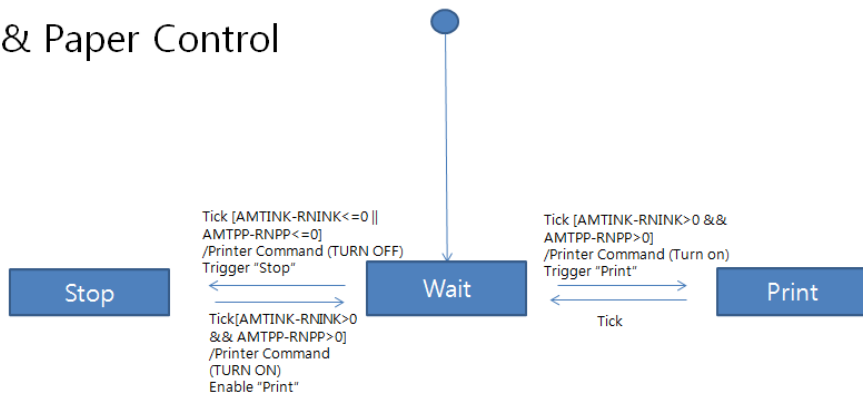 & Paper Control
Tick [AMTINK-RNINK<=0 ||
AMTPP-RNPP<=0]
/Printer Command (TURN OFF)
Trigger "Stop"
Tick [AMTINK-RNINK>0 &&
AMTPP-RNPP>0]
/Printer Command (Turn on)
Trigger "Print"
Stop
Wait
Print
Tick[AMTINK-RNINK>0
&& AMTPP-RNPP>0]
/Printer Command
(TURN ON)
Enable "Print"
Tick